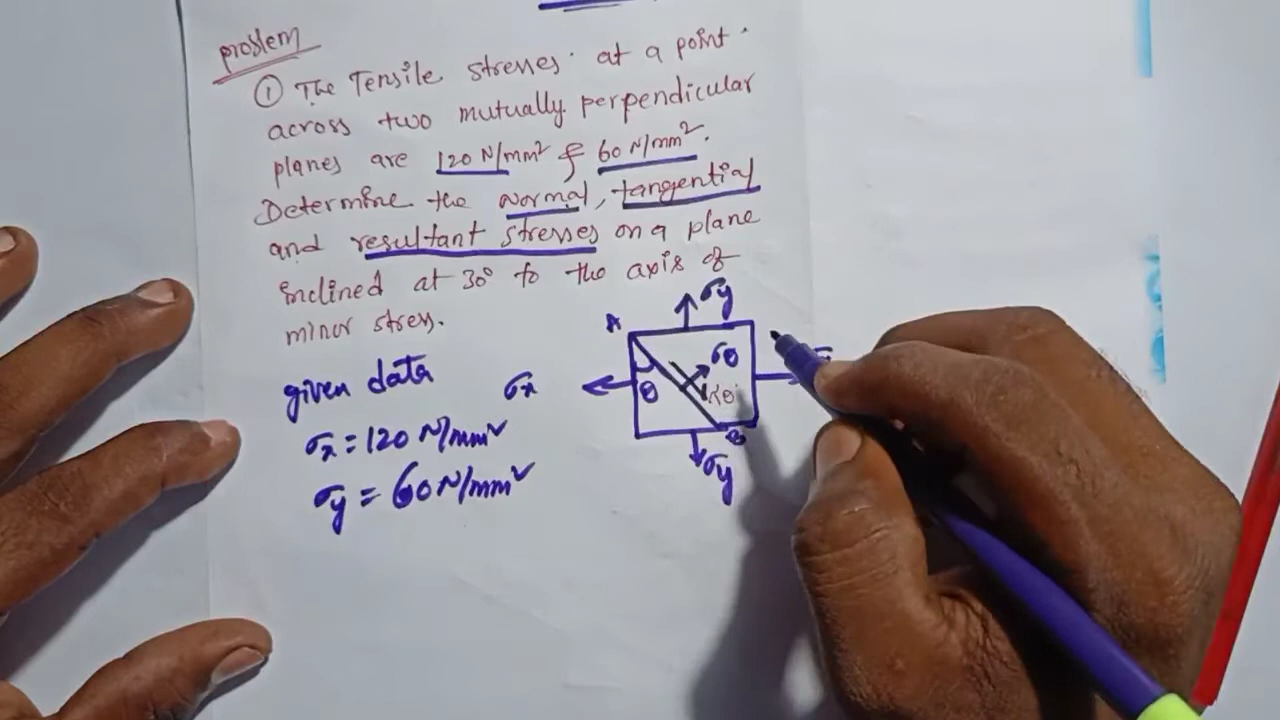 problem
① The Tensile stresses at a point
across two mutually perpendicular
planes are 120 N/mm² & 60 N/mm².
Determine the normal, tangential
and resultant stresses on a plane
inclined at 30° to the axis of
minor stress.
given data
σx = 120 N/mm²
σy = 60 N/mm²
σy
A
σθ
σx
θ
B
σy